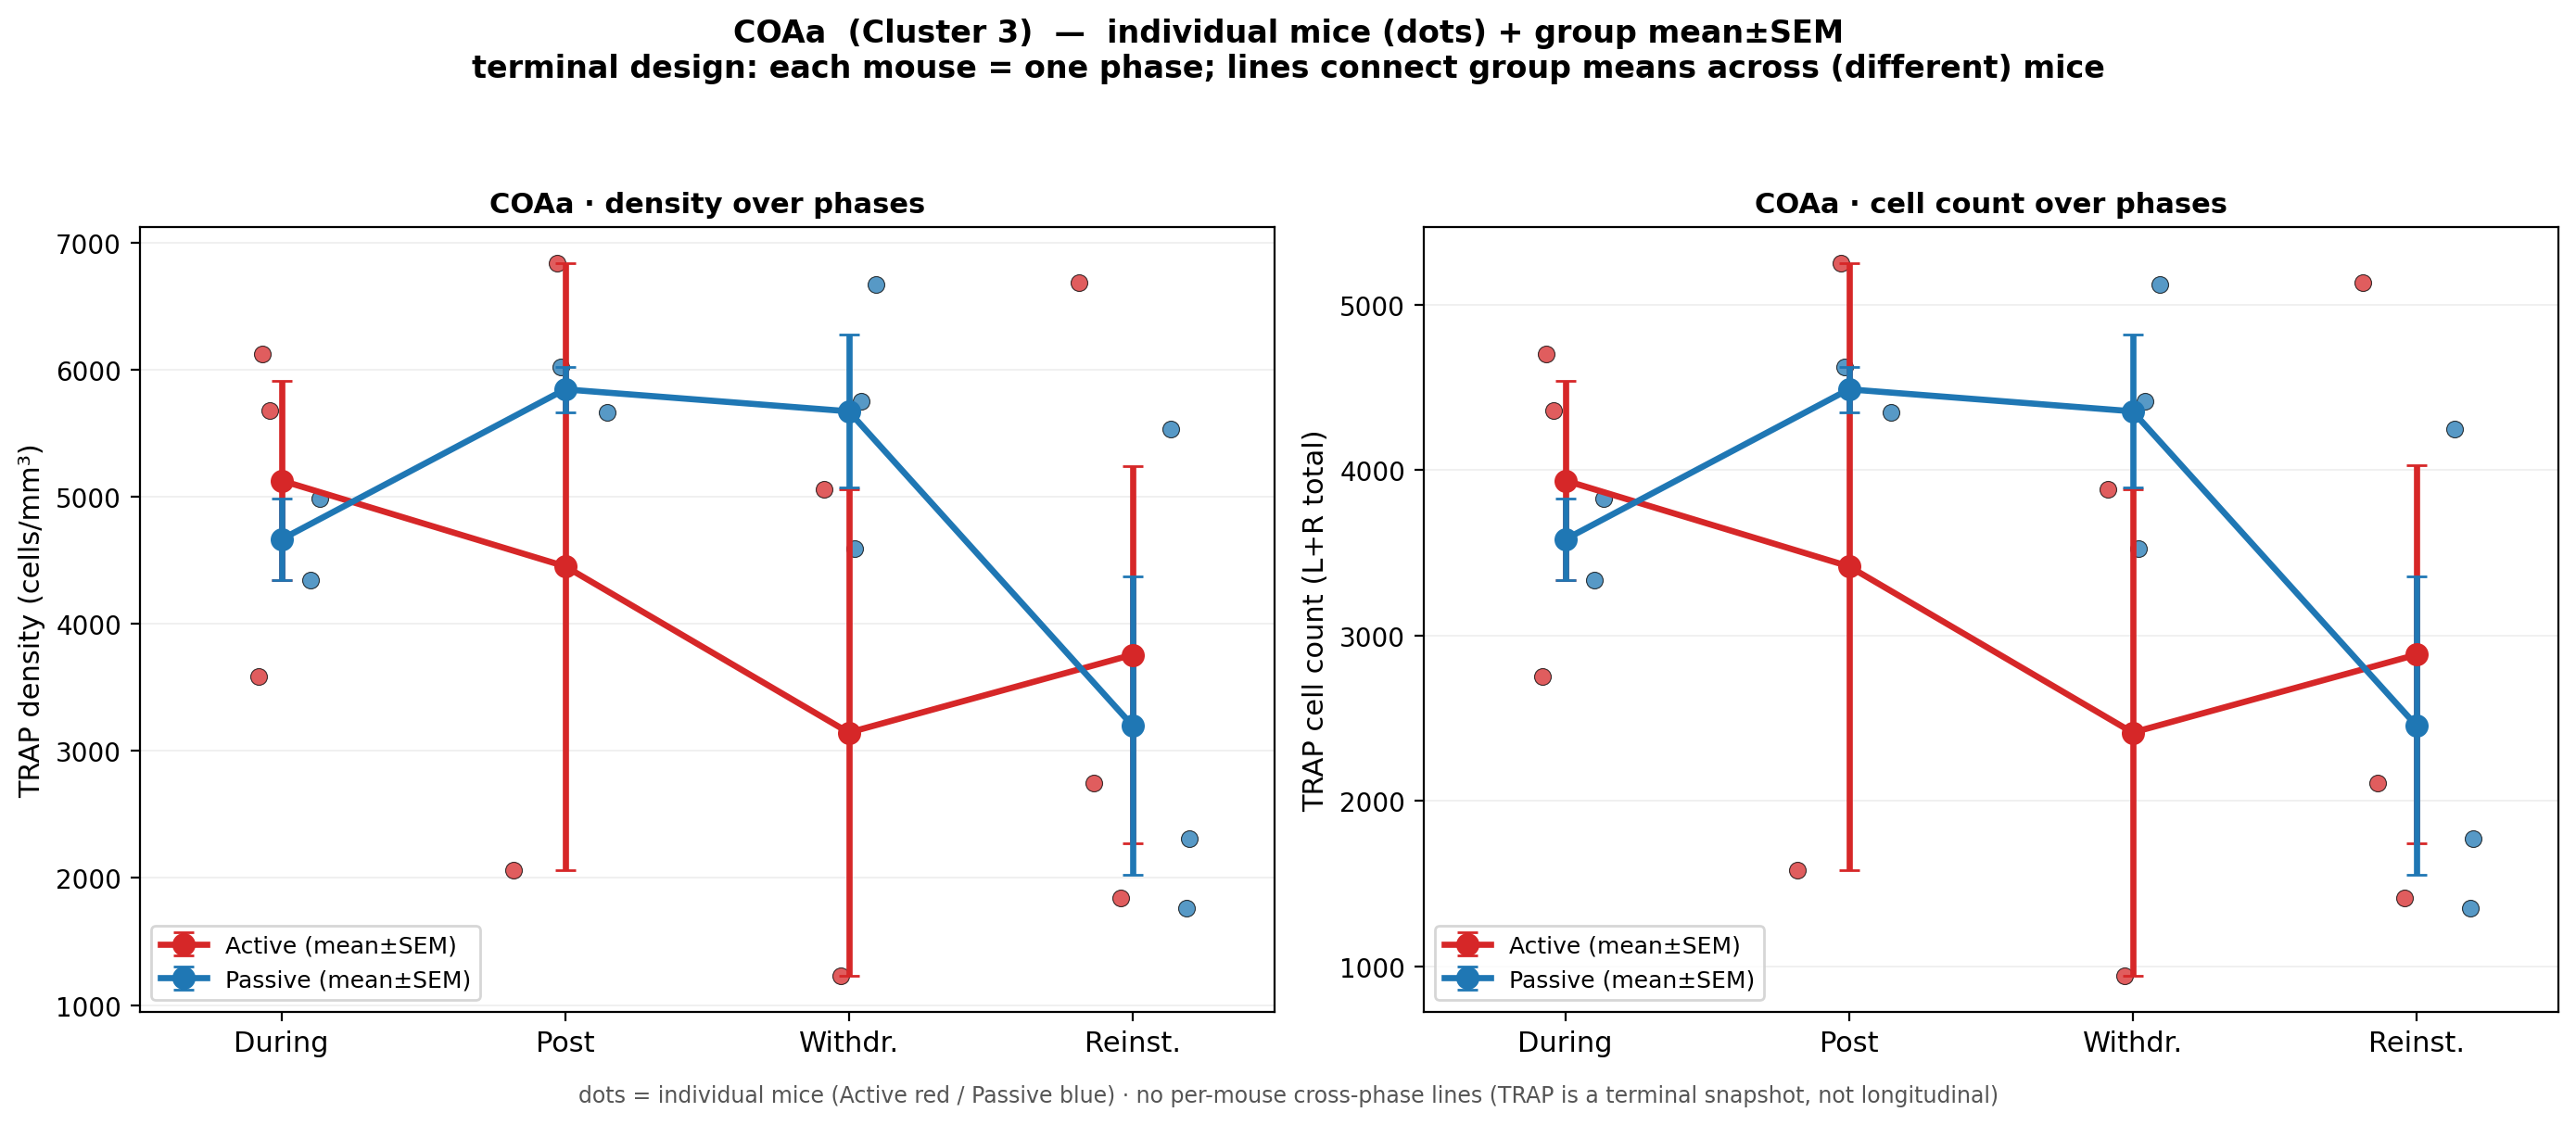 COAa (Cluster 3) — individual mice (dots) + group mean±SEM
terminal design: each mouse = one phase; lines connect group means across (different) mice
COAa · density over phases
TRAP density (cells/mm³)
7000
6000
5000
4000
3000
2000
1000
During
Post
Withdr.
Reinst.
Active (mean±SEM)
Passive (mean±SEM)
COAa · cell count over phases
TRAP cell count (L+R total)
5000
4000
3000
2000
1000
During
Post
Withdr.
Reinst.
Active (mean±SEM)
Passive (mean±SEM)
dots = individual mice (Active red / Passive blue) · no per-mouse cross-phase lines (TRAP is a terminal snapshot, not longitudinal)